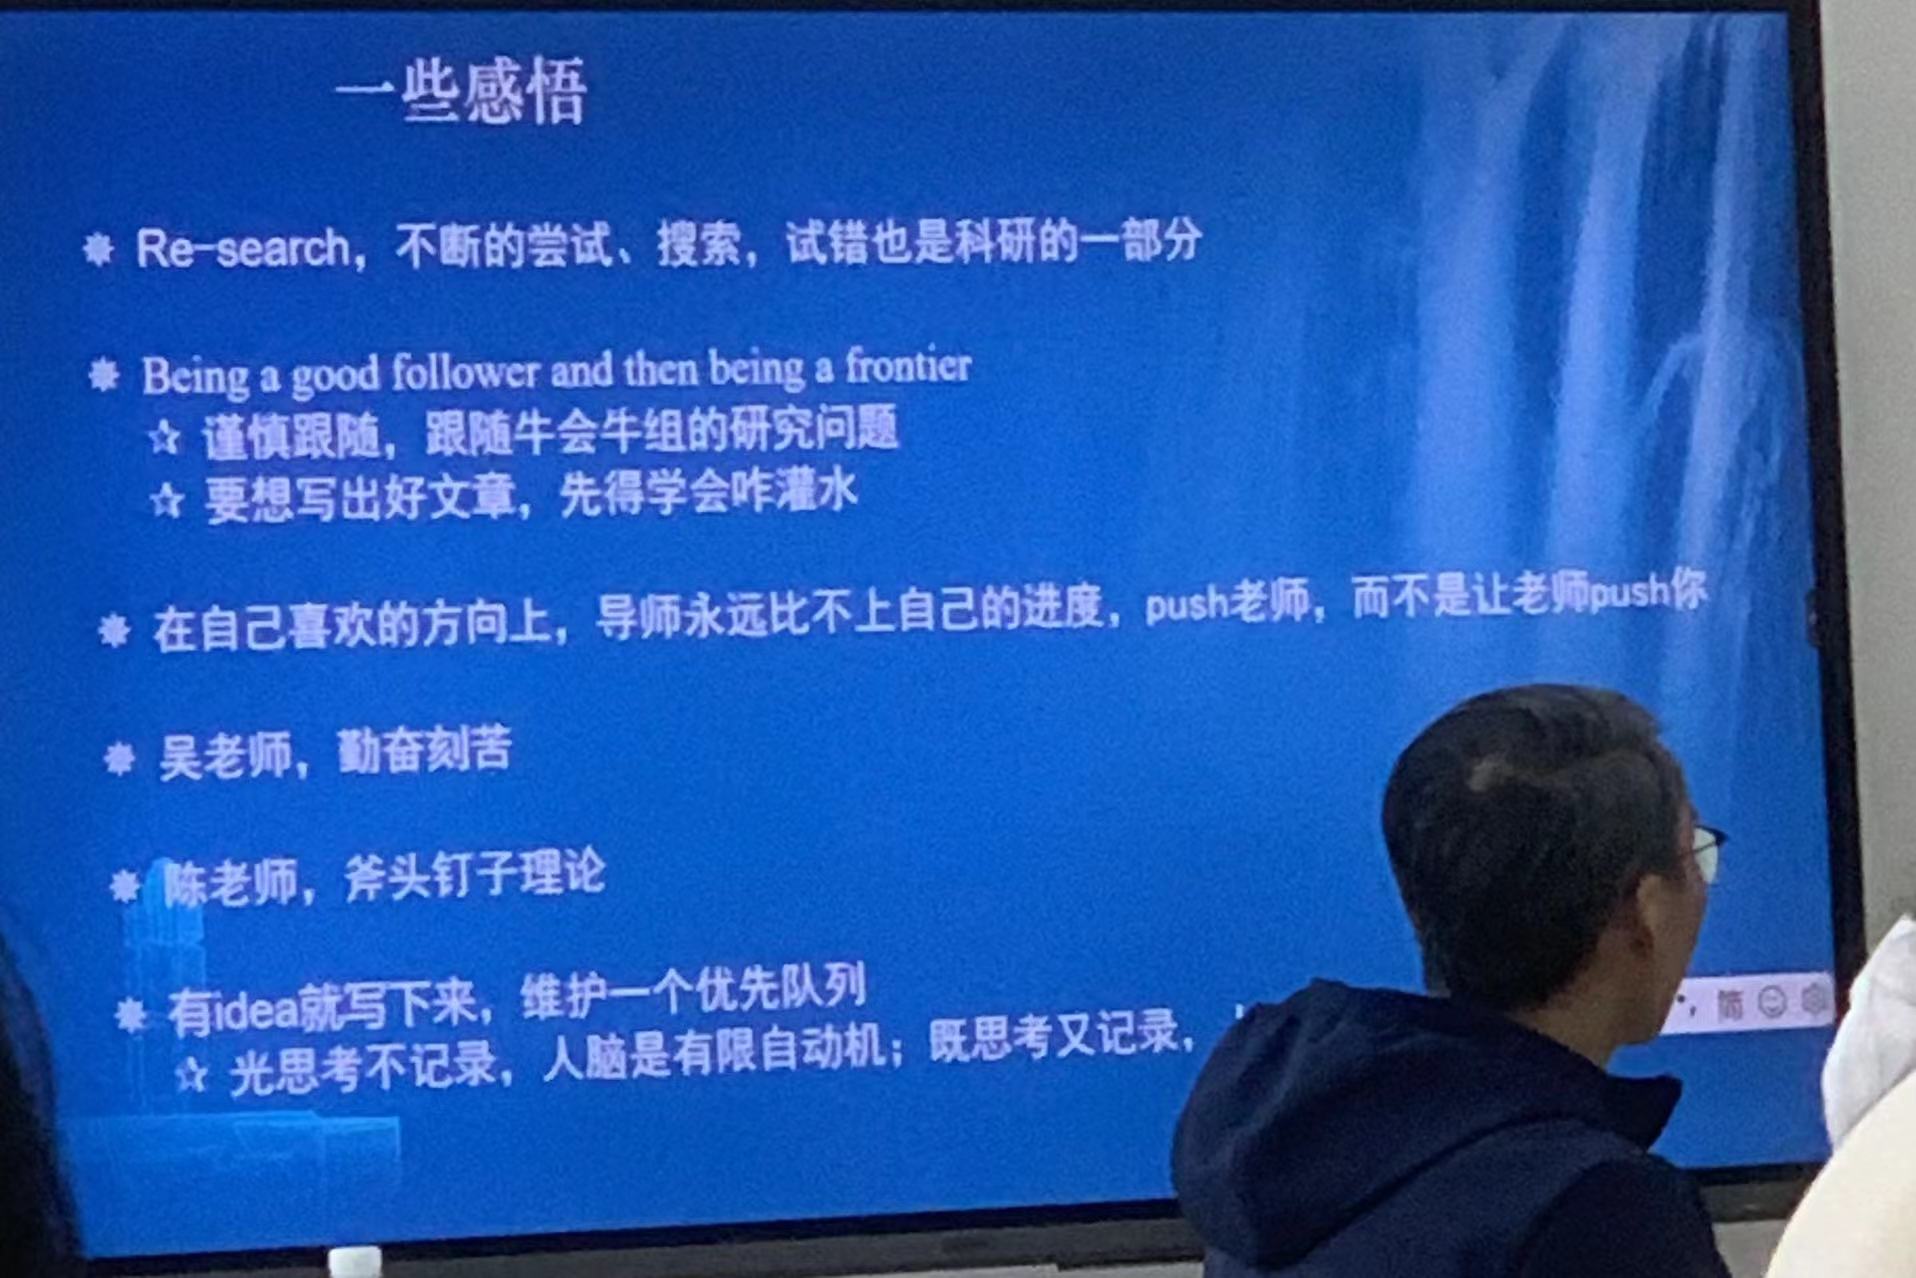 一些感悟
Re-search，不断的尝试、搜索，试错也是科研的一部分
Being a good follower and then being a frontier
☆ 谨慎跟随，跟随牛会牛组的研究问题
☆ 要想写出好文章，先得学会咋灌水
在自己喜欢的方向上，导师永远比不上自己的进度，push老师，而不是让老师push你
吴老师，勤奋刻苦
陈老师，斧头钉子理论
有idea就写下来，维护一个优先队列
☆ 光思考不记录，人脑是有限自动机；既思考又记录，
简